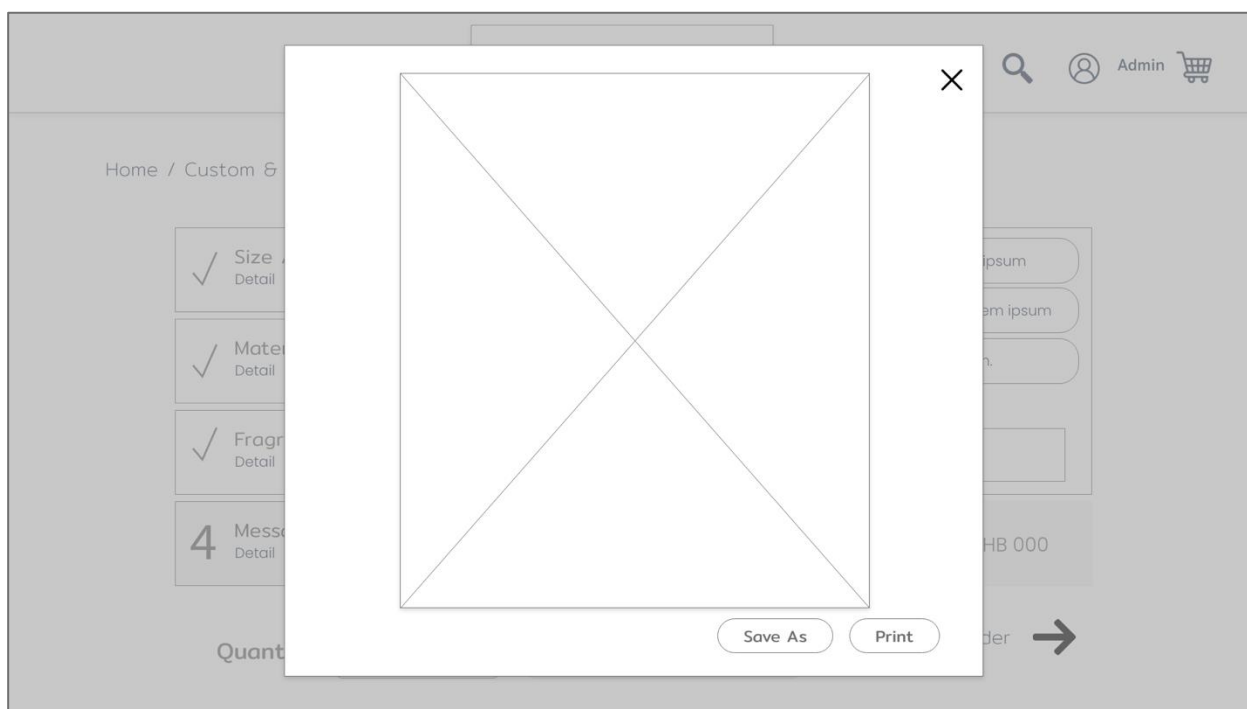 Admin
Home / Custom &
Size
Detail
ipsum
em ipsum
Mater
Detail
n.
Fragr
Detail
4
Messa
Detail
HB 000
Quant
der
Save As
Print